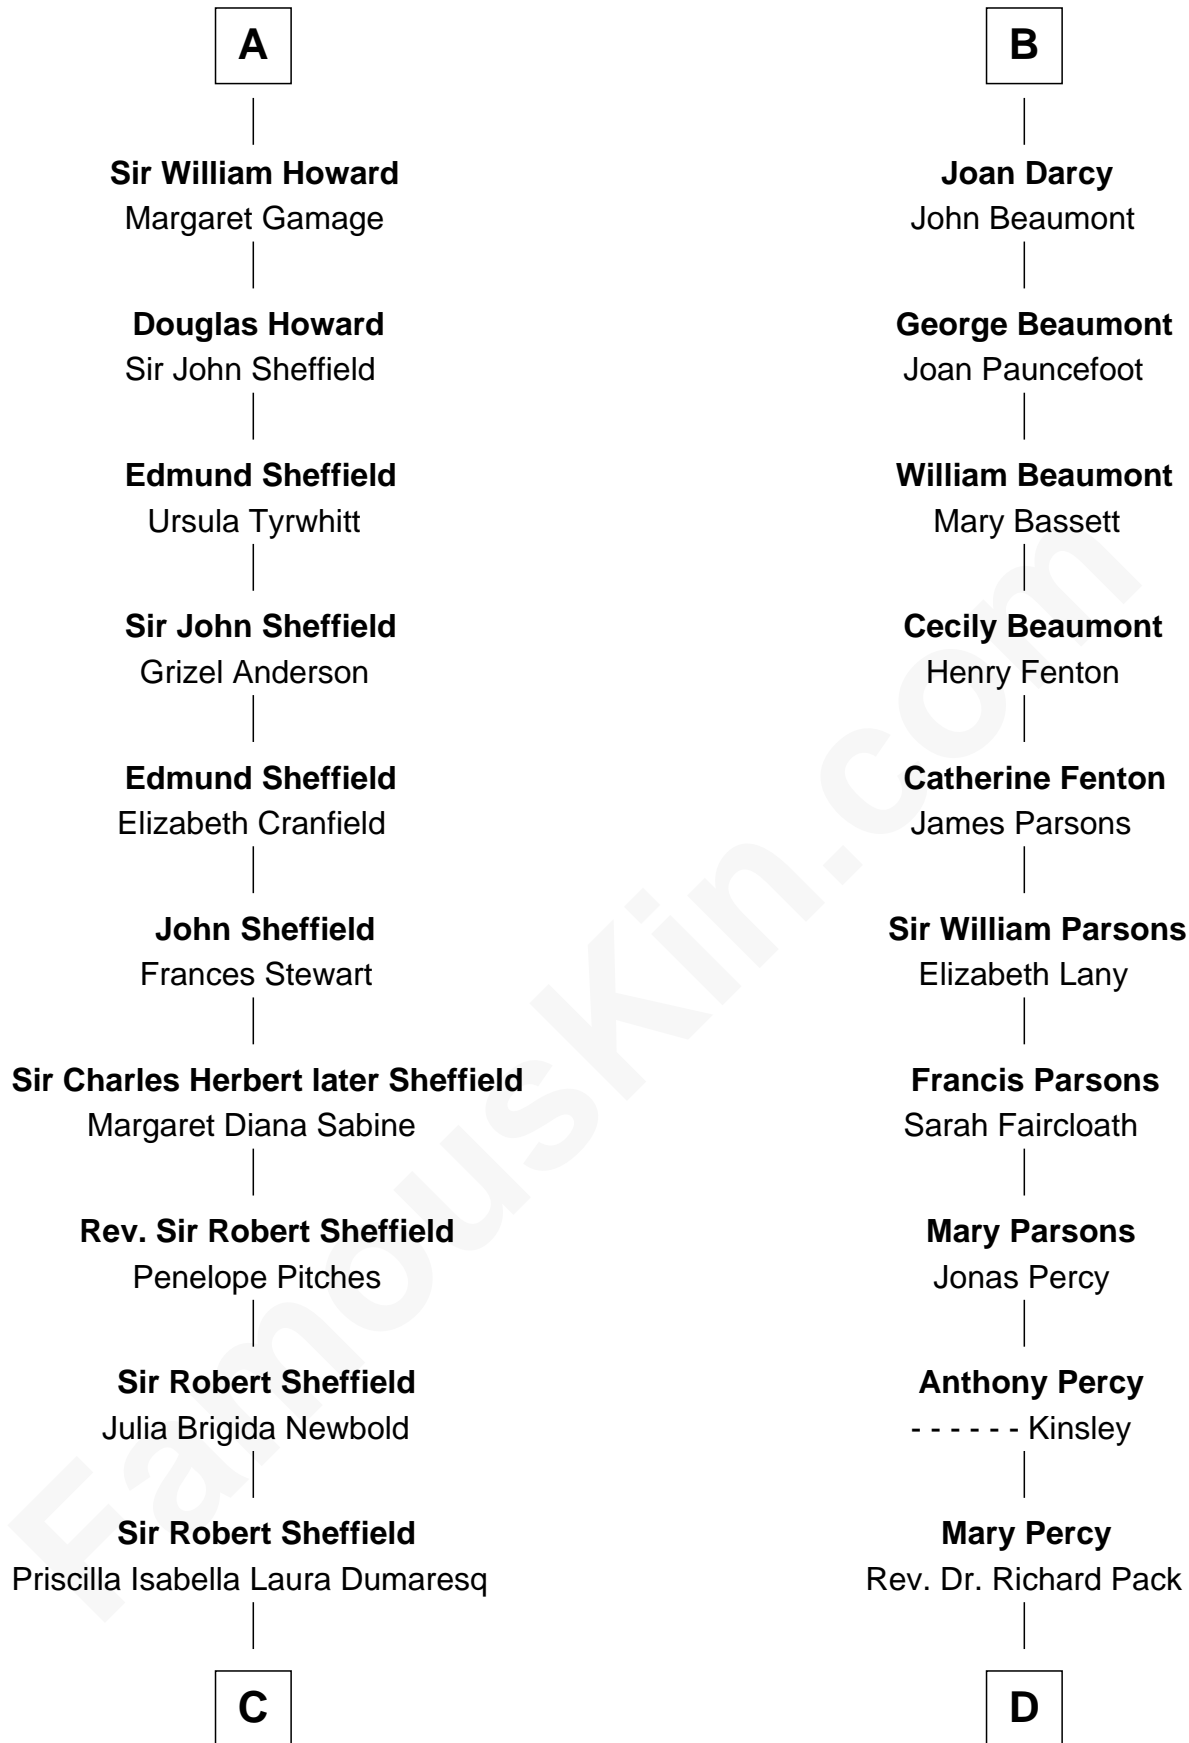 A
Sir William Howard
Margaret Gamage
Douglas Howard
Sir John Sheffield
Edmund Sheffield
Ursula Tyrwhitt
Sir John Sheffield
Grizel Anderson
Edmund Sheffield
Elizabeth Cranfield
John Sheffield
Frances Stewart
Sir Charles Herbert later Sheffield
Margaret Diana Sabine
Rev. Sir Robert Sheffield
Penelope Pitches
Sir Robert Sheffield
Julia Brigida Newbold
Sir Robert Sheffield
Priscilla Isabella Laura Dumaresq
C
B
Joan Darcy
John Beaumont
George Beaumont
Joan Pauncefoot
William Beaumont
Mary Bassett
Cecily Beaumont
Henry Fenton
Catherine Fenton
James Parsons
Sir William Parsons
Elizabeth Lany
Francis Parsons
Sarah Faircloath
Mary Parsons
Jonas Percy
Anthony Percy
- - - - - - Kinsley
Mary Percy
Rev. Dr. Richard Pack
D
FamousKin.com